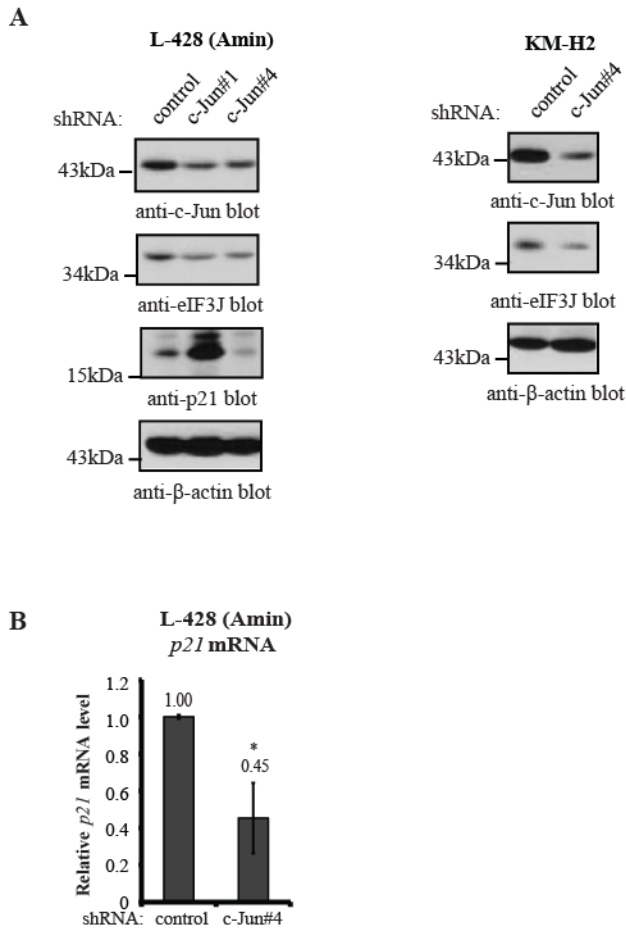 A
L-428 (Amin)
shRNA:
control
c-Jun#1
c-Jun#4
43kDa
anti-c-Jun blot
34kDa
anti-eIF3J blot
15kDa
anti-p21 blot
43kDa
anti-β-actin blot
KM-H2
shRNA:
control
c-Jun#4
43kDa
anti-c-Jun blot
34kDa
anti-eIF3J blot
43kDa
anti-β-actin blot
B
L-428 (Amin)
p21 mRNA
Relative p21 mRNA level
1.2
1.0
0.8
0.6
0.4
0.2
0
1.00
*
0.45
shRNA: control c-Jun#4